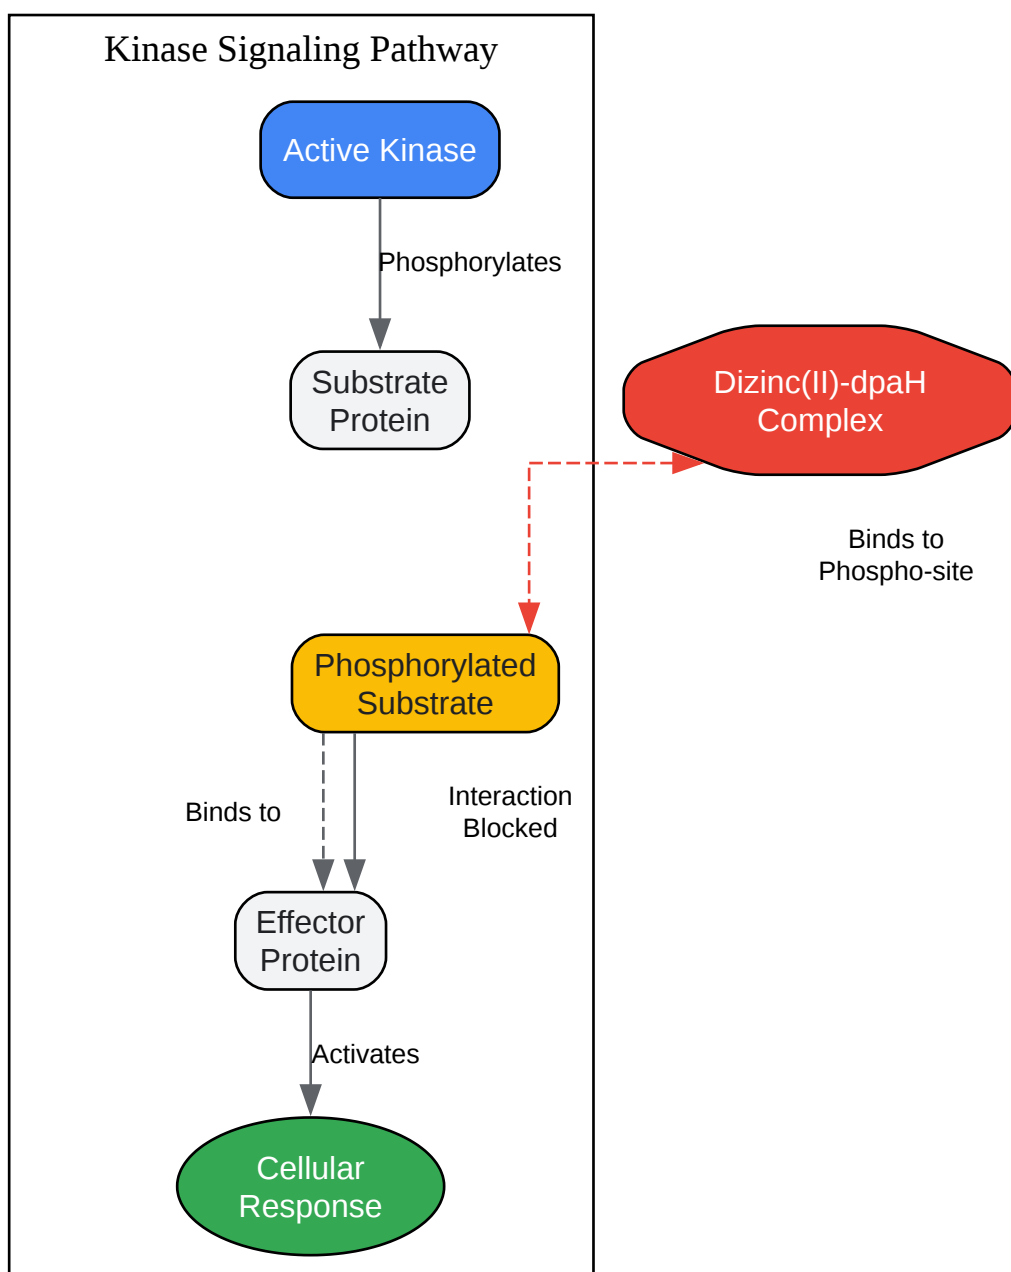 Kinase Signaling Pathway
Active Kinase
Phosphorylates
Substrate
Protein
Dizinc(II)-dpaH
Complex
Binds to
Phospho-site
Phosphorylated
Substrate
Binds to
Interaction
Blocked
Effector
Protein
Activates
Cellular
Response